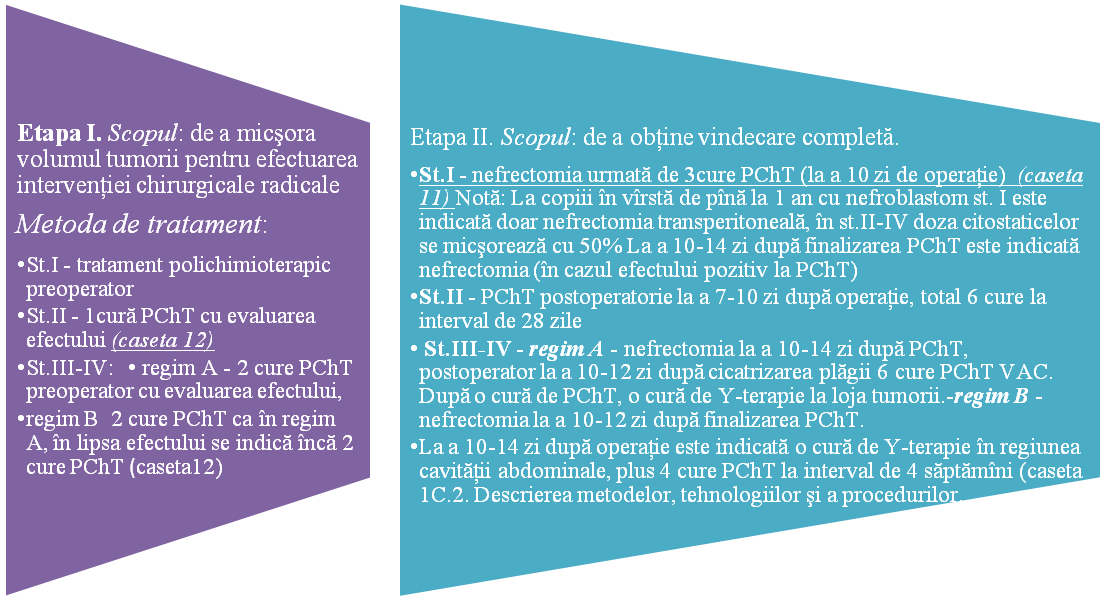 Etapa I. Scopul: de a micşora
volumul tumorii pentru efectuarea
intervenţiei chirurgicale radicale
Metoda de tratament:
•St.I - tratament polichimioterapic
preoperator
•St.II - 1cură PChT cu evaluarea
efectului (caseta 12)
•St.III-IV: • regim A - 2 cure PChT
preoperator cu evaluarea efectului,
•regim B 2 cure PChT ca în regim
A, în lipsa efectului se indică încă 2
cure PChT (caseta12)
Etapa II. Scopul: de a obţine vindecare completă.
•St.I - nefrectomia urmată de 3cure PChT (la a 10 zi de operaţie) (caseta
11) Notă: La copiii în vîrstă de pînă la 1 an cu nefroblastom st. I este
indicată doar nefrectomia transperitoneală, în st.II-IV doza citostaticelor
se micşorează cu 50% La a 10-14 zi după finalizarea PChT este indicată
nefrectomia (în cazul efectului pozitiv la PChT)
•St.II - PChT postoperatorie la a 7-10 zi după operaţie, total 6 cure la
interval de 28 zile
• St.III-IV - regim A - nefrectomia la a 10-14 zi după PChT,
postoperator la a 10-12 zi după cicatrizarea plăgii 6 cure PChT VAC.
După o cură de PChT, o cură de Y-terapie la loja tumorii.-regim B -
nefrectomia la a 10-12 zi după finalizarea PChT.
•La a 10-14 zi după operaţie este indicată o cură de Y-terapie în regiunea
cavităţii abdominale, plus 4 cure PChT la interval de 4 săptămîni (caseta
1C.2. Descrierea metodelor, tehnologiilor şi a procedurilor.